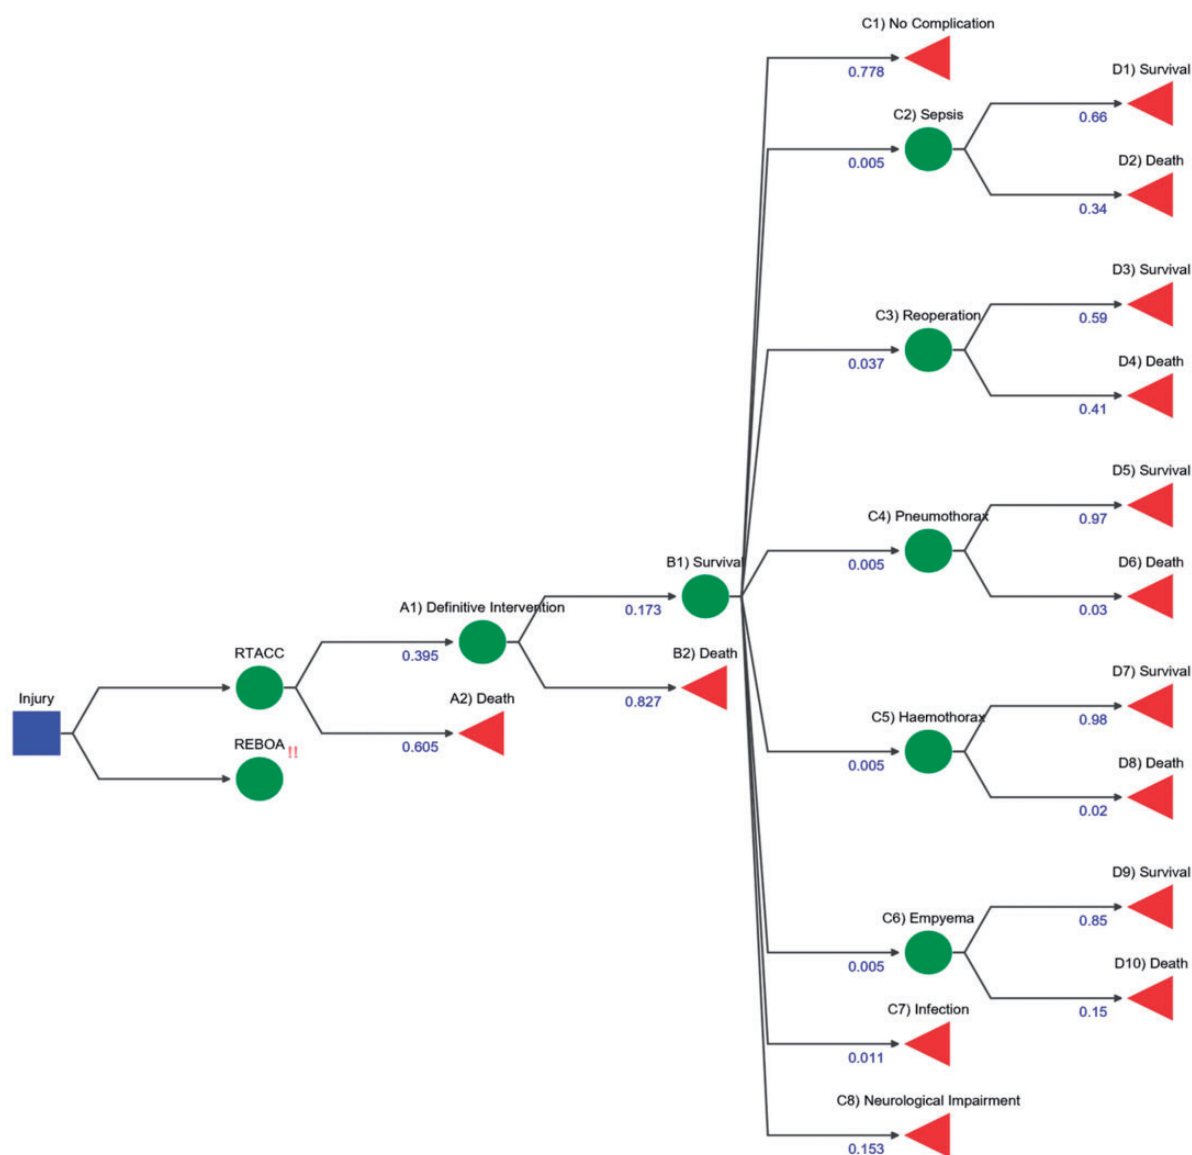 C1) No Complication
0.778
D1) Survival
0.66
C2) Sepsis
0.005
D2) Death
0.34
D3) Survival
0.59
C3) Reoperation
0.037
D4) Death
0.41
D5) Survival
0.97
C4) Pneumothorax
0.005
D6) Death
0.03
B1) Survival
0.173
A1) Definitive Intervention
0.395
B2) Death
0.827
RTACC
A2) Death
0.605
Injury
REBOA !!
D7) Survival
0.98
C5) Haemothorax
0.005
D8) Death
0.02
D9) Survival
0.85
C6) Empyema
0.005
D10) Death
0.15
C7) Infection
0.011
C8) Neurological Impairment
0.153